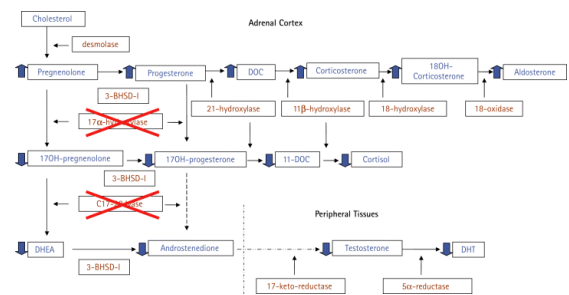 Cholesterol
Adrenal Cortex
desmolase
Pregnenolone
Progesterone
DOC
Corticosterone
18OH-
Corticosterone
Aldosterone
3-BHSD-I
21-hydroxylase
11β-hydroxylase
18-hydroxylase
18-oxidase
17α-hydroxylase
17OH-pregnenolone
17OH-progesterone
11-DOC
Cortisol
3-BHSD-I
Peripheral Tissues
DHEA
Androstenedione
Testosterone
DHT
3-BHSD-I
17-keto-reductase
5α-reductase